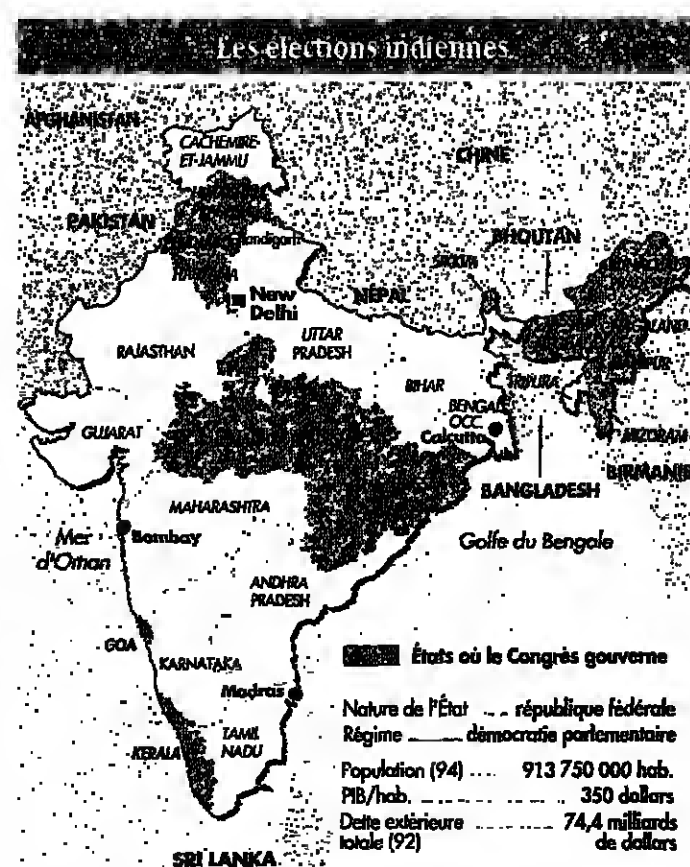 Les élections indiennes
AFGHANISTAN
CACHEMIRE-
ET-JAMMU
CHINE
PAKISTAN
Chandigarh
BHOUTAN
HARYANA
SIKKIM
New
Delhi
NÉPAL
UTTAR
PRADESH
RAJASTHAN
BIHAR
TRIPURA
BENGAL
OCC.
GUJARAT
Calcutta
MIZORAM
BIRMANIE
BANGLADESH
MAHARASHTRA
Mer
d'Oman
Bombay
Golfe du Bengale
ANDHRA
PRADESH
GOA
KARNATAKA
États où le Congrès gouverne
Madras
KERALA
TAMIL
NADU
Nature de l'État république fédérale
Régime démocratie parlementaire
Population (94) .... 913 750 000 hab.
PIB/hab. 350 dollars
Dette extérieure 74,4 milliards
totale (92) de dollars
SRI LANKA